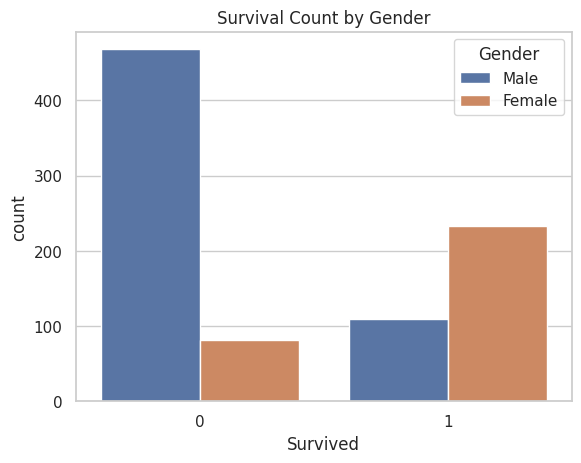 Survival Count by Gender
Gender
Male
Female
count
400
300
200
100
0
0 1
Survived